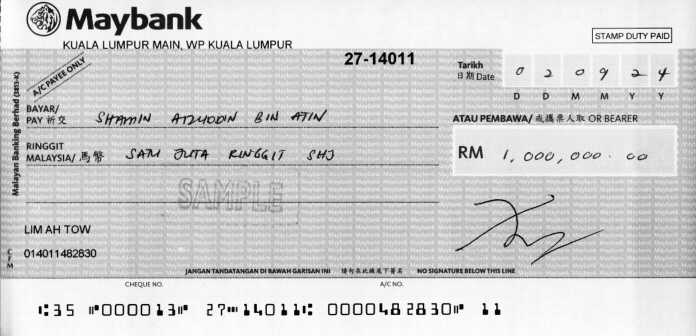 Maybank
KUALA LUMPUR MAIN, WP KUALA LUMPUR
STAMP DUTY PAID
27-14011
A/C PAYEE ONLY
Tarikh
日期 Date
0 2 0 9 2 4
D D M M Y Y
BAYAR/
PAY 祈交 SHAMIN AIZUDDIN BIN ATIN
ATAU PEMBAWA/ 或攜票人取 OR BEARER
RINGGIT
MALAYSIA/ 馬幣 SATU JUTA RINGGIT SHJ
RM 1,000,000.00
SAMPLE
Malayan Banking Berhad (3813-K)
LIM AH TOW
014011482830
C/M
JANGAN TANDATANGAN DI BAWAH GARISAN INI 請勿在此線底下簽名 NO SIGNATURE BELOW THIS LINE
CHEQUE NO. A/C NO.
⑆35 ⑈000013⑈ 27⑉14011⑆ 0000482830⑈ 11